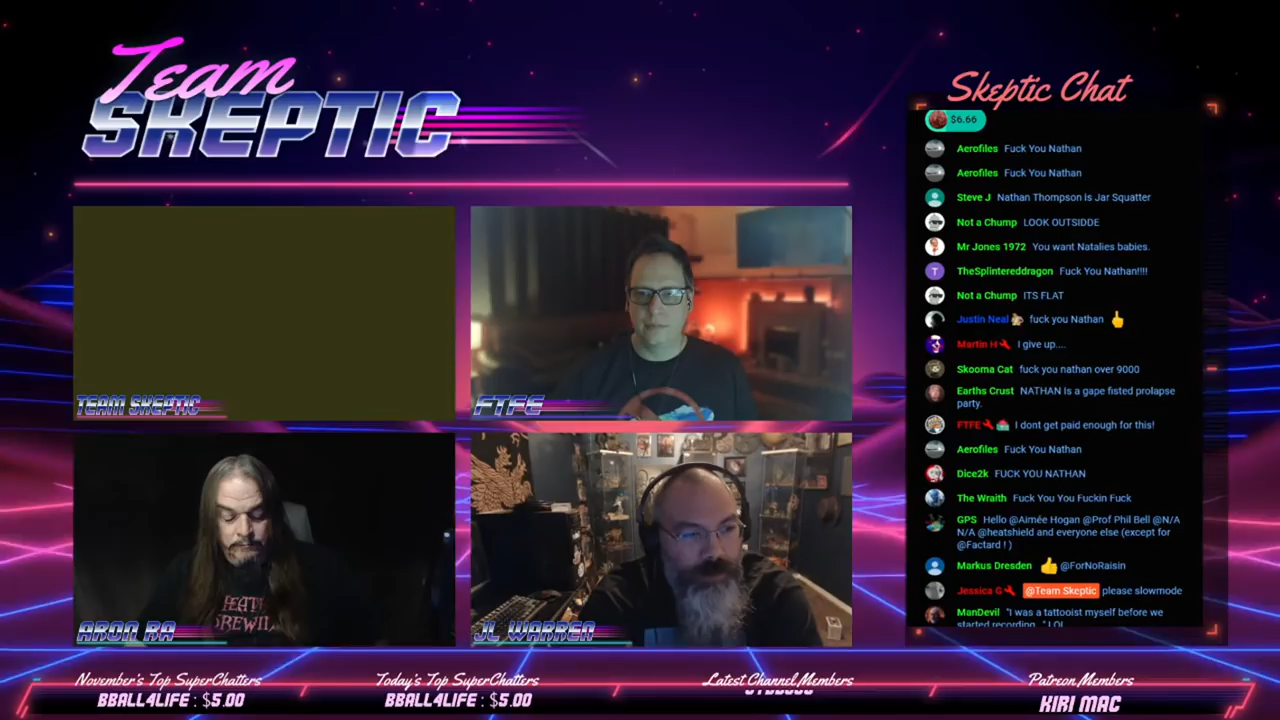 Team
SKEPTIC
Skeptic Chat
$6.66
Aerofiles Fuck You Nathan
Aerofiles Fuck You Nathan
Steve J Nathan Thompson is Jar Squatter
Not a Chump LOOK OUTSIDDE
Mr Jones 1972 You want Natalies babies.
TheSplintereddragon Fuck You Nathan!!!!
Not a Chump ITS FLAT
Justin Neal fuck you Nathan
Martin H I give up....
Skooma Cat fuck you nathan over 9000
Earths Crust NATHAN Is a gape fisted prolapse
party.
FTFE I dont get paid enough for this!
Aerofiles Fuck You Nathan
Dice2k FUCK YOU NATHAN
The Wraith Fuck You You Fuckin Fuck
GPS Hello @Aimée Hogan @Prof Phil Bell @N/A
N/A @heatshield and everyone else (except for
@Factard ! )
Markus Dresden @ForNoRaisin
Jessica G @Team Skeptic please slowmode
ManDevil "I was a tattooist myself before we
started recording..." LOL
TEAM SKEPTIC
FTFE
ARON RA
JL WARREN
November's Top SuperChatters
BBALL4LIFE : $5.00
Today's Top SuperChatters
BBALL4LIFE : $5.00
Latest Channel Members
Patreon Members
KIRI MAC